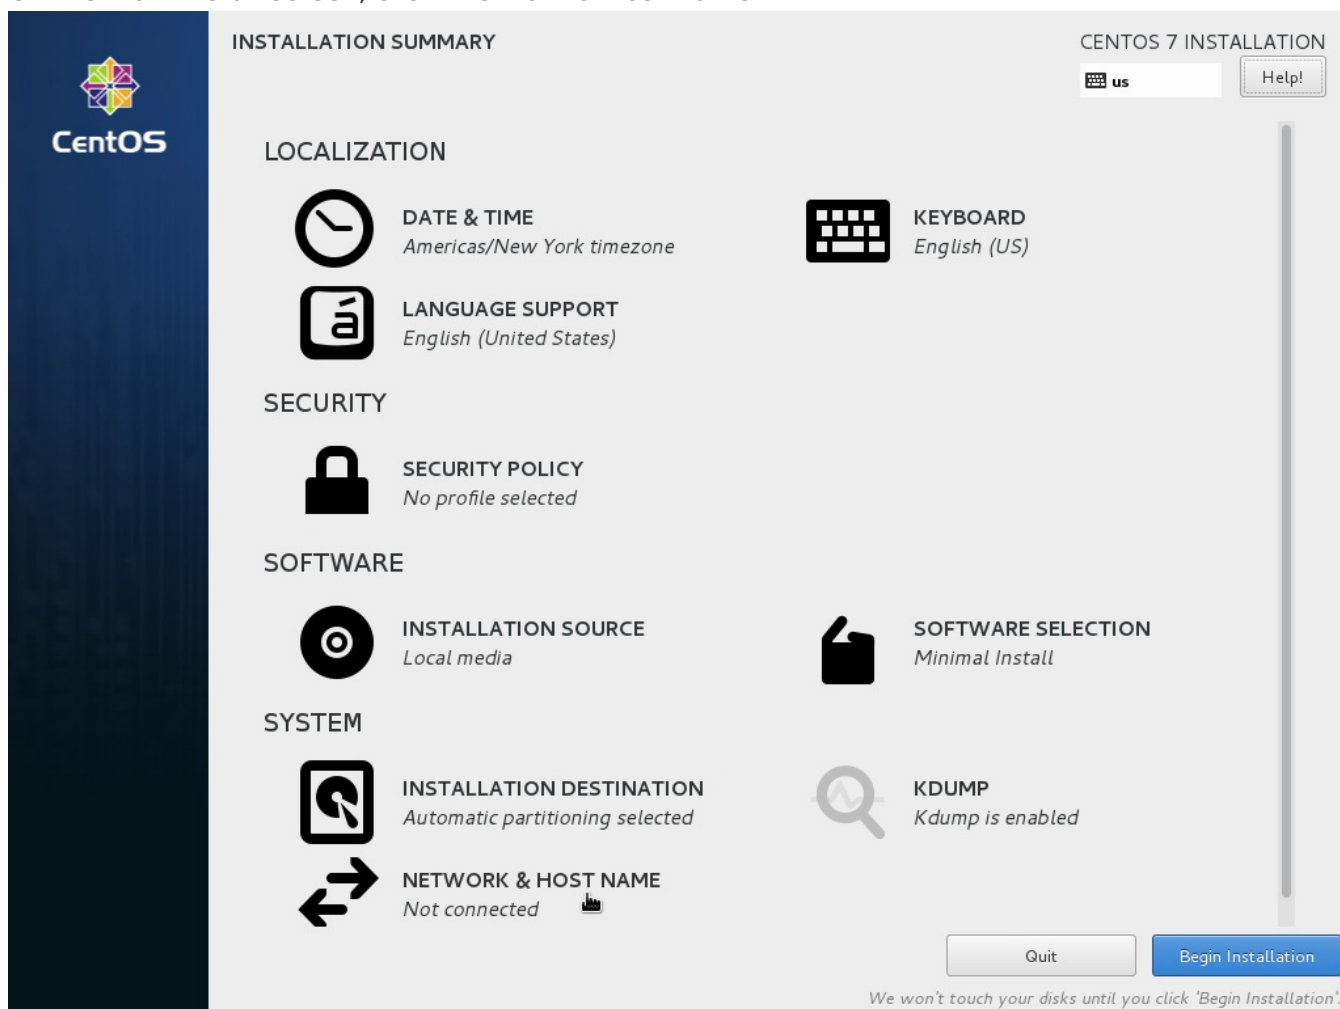 INSTALLATION SUMMARY
CENTOS 7 INSTALLATION
us
Help!
CentOS
LOCALIZATION
DATE & TIME
Americas/New York timezone
KEYBOARD
English (US)
á
LANGUAGE SUPPORT
English (United States)
SECURITY
SECURITY POLICY
No profile selected
SOFTWARE
INSTALLATION SOURCE
Local media
SOFTWARE SELECTION
Minimal Install
SYSTEM
INSTALLATION DESTINATION
Automatic partitioning selected
KDUMP
Kdump is enabled
NETWORK & HOST NAME
Not connected
Quit
Begin Installation
We won't touch your disks until you click 'Begin Installation'.